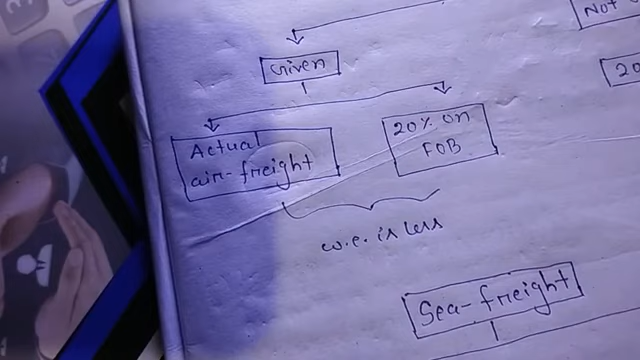 Not
Given
20
Actual
air-freight
20% on
FOB
w.e. is less
Sea-freight